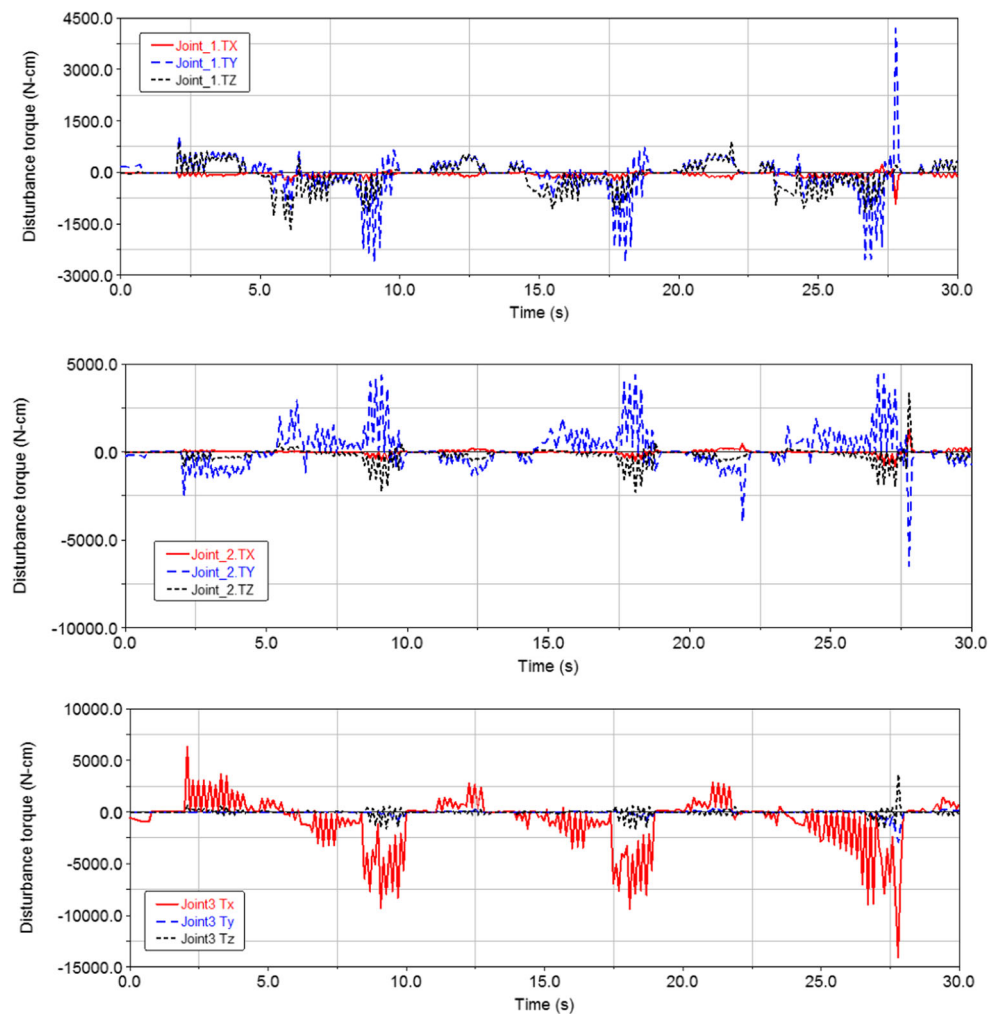 4500.0
Joint_1.TX
Joint_1.TY
Joint_1.TZ
3000.0
1500.0
0.0
-1500.0
-3000.0
Disturbance torque (N-cm)
0.0 5.0 10.0 15.0 20.0 25.0 30.0
Time (s)
5000.0
0.0
-5000.0
-10000.0
Disturbance torque (N-cm)
Joint_2.TX
Joint_2.TY
Joint_2.TZ
0.0 5.0 10.0 15.0 20.0 25.0 30.0
Time (s)
10000.0
5000.0
0.0
-5000.0
-10000.0
-15000.0
Disturbance torque (N-cm)
Joint3 Tx
Joint3 Ty
Joint3 Tz
0.0 5.0 10.0 15.0 20.0 25.0 30.0
Time (s)